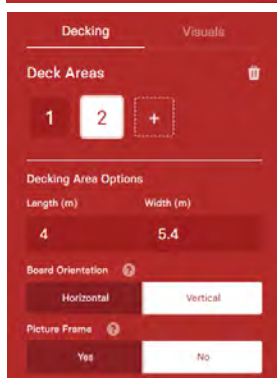 Decking Visuals
Deck Areas
1 2 +
Decking Area Options
Length (m) Width (m)
4 5.4
Board Orientation ?
Horizontal Vertical
Picture Frame ?
Yes No